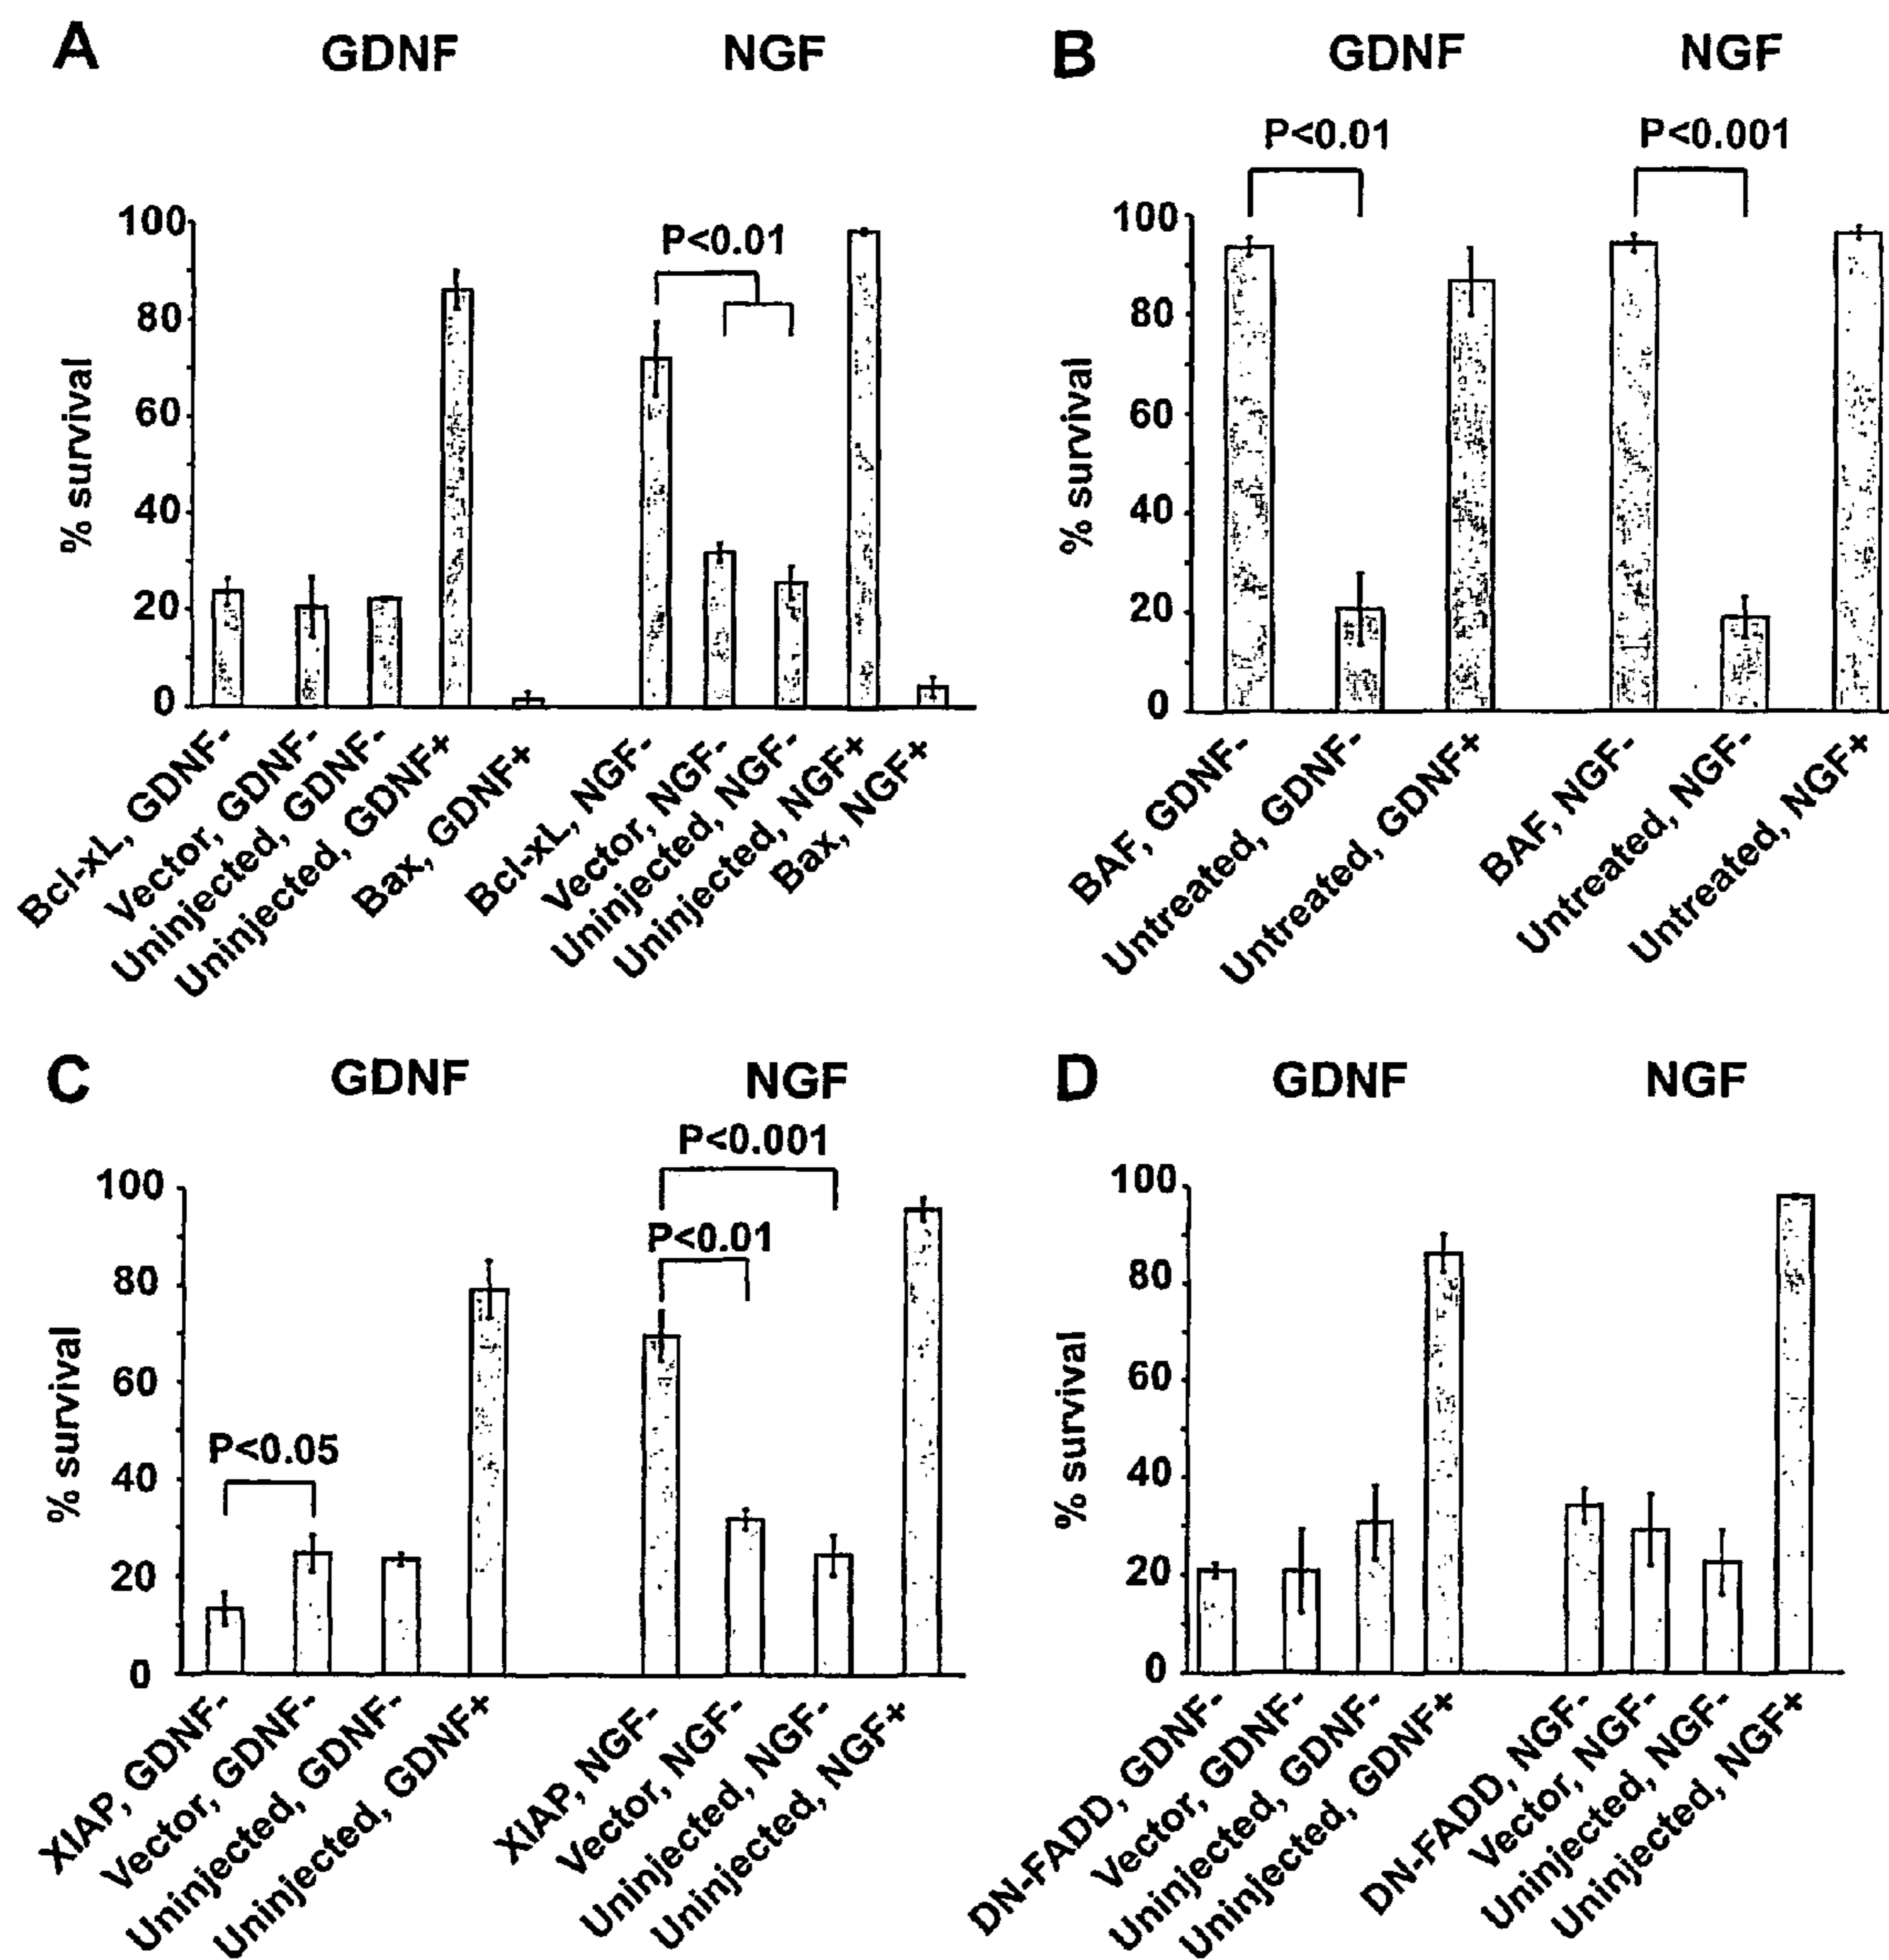 A
GDNF
NGF
P<0.01
% survival
100
80
60
40
20
0
Bcl-xL, GDNF-
Vector, GDNF-
Uninjected, GDNF-
Uninjected, GDNF+
Bax, GDNF+
Bcl-xL, NGF-
Vector, NGF-
Uninjected, NGF-
Uninjected, NGF+
Bax, NGF+
B
GDNF
NGF
P<0.01
P<0.001
% survival
100
80
60
40
20
0
BAF, GDNF-
Untreated, GDNF-
Untreated, GDNF+
BAF, NGF-
Untreated, NGF-
Untreated, NGF+
C
GDNF
NGF
P<0.001
P<0.01
P<0.05
% survival
100
80
60
40
20
0
XIAP, GDNF-
Vector, GDNF-
Uninjected, GDNF-
Uninjected, GDNF+
XIAP, NGF-
Vector, NGF-
Uninjected, NGF-
Uninjected, NGF+
D
GDNF
NGF
% survival
100
80
60
40
20
0
DN-FADD, GDNF-
Vector, GDNF-
Uninjected, GDNF-
Uninjected, GDNF+
DN-FADD, NGF-
Vector, NGF-
Uninjected, NGF-
Uninjected, NGF+